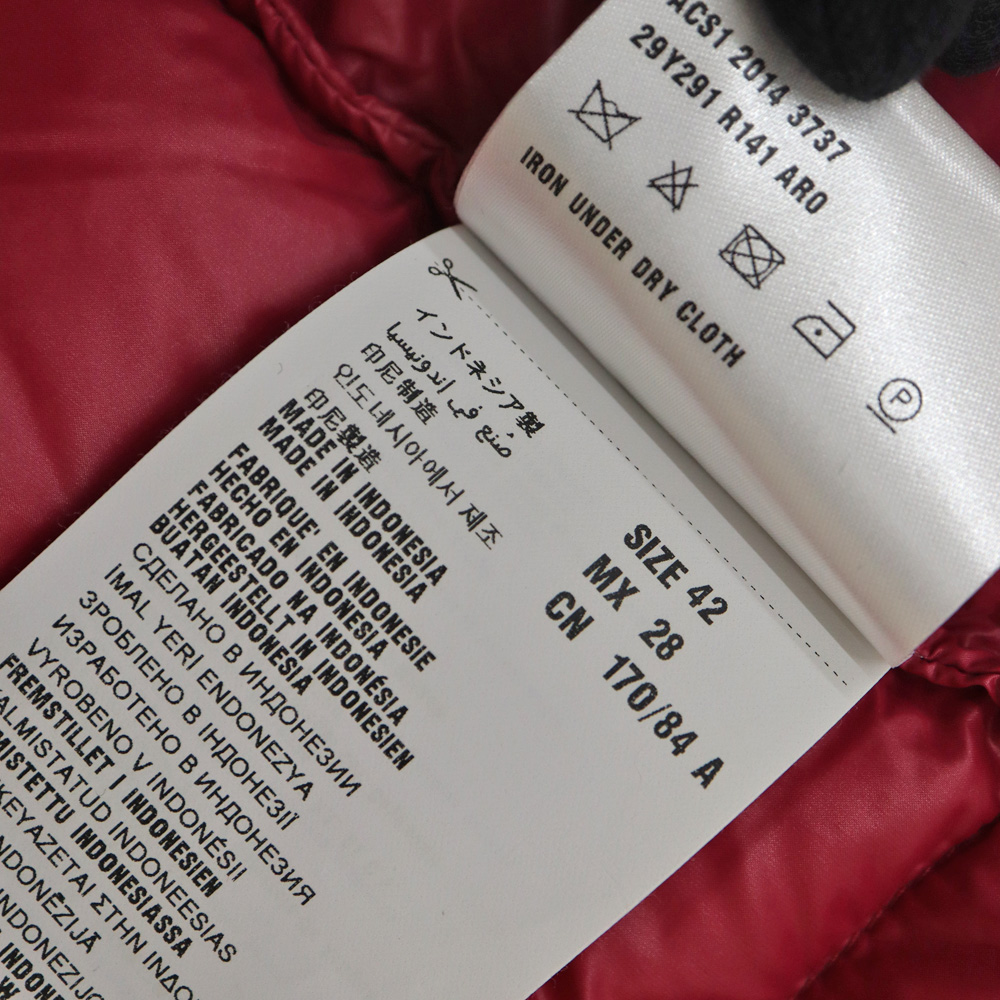 ACS1 2014 3737
29Y291 R141 ARO
IRON UNDER DRY CLOTH
P
インドネシア製
صُنع في اندونيسيا
印尼制造
인도네시아에서 제조
印尼製造
MADE IN INDONESIA
MADE IN INDONESIA
FABRIQUE' EN INDONESIE
HECHO EN INDONESIA
FABRICADO NA INDONÉSIA
HERGESTELLT IN INDONESIEN
BUATAN INDONESIA
СДЕЛАНО В ИНДОНЕЗИИ
IMAL YERI ENDONEZYA
ЗРОБЛЕНО В ІНДОНЕЗІЇ
ИЗРАБОТЕНО В ИНДОНЕЗИЯ
VYROBENO V INDONÉSII
FREMSTILLET I INDONESIEN
INDONEESIAS
INDONESIASSA
ΣΤΗΝ
SIZE 42
MX 28
CN 170/84 A